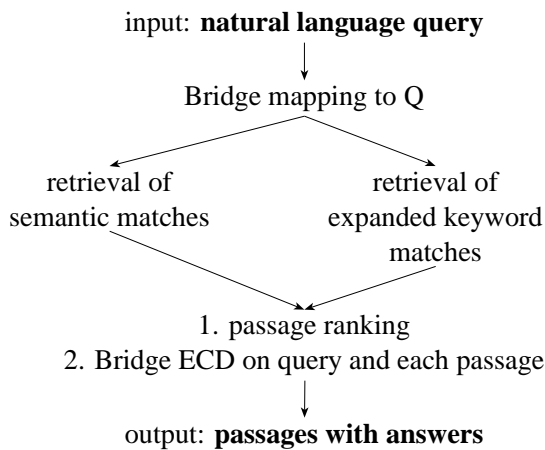 input: natural language query
Bridge mapping to Q
retrieval of
semantic matches
retrieval of
expanded keyword
matches
1. passage ranking
2. Bridge ECD on query and each passage
output: passages with answers